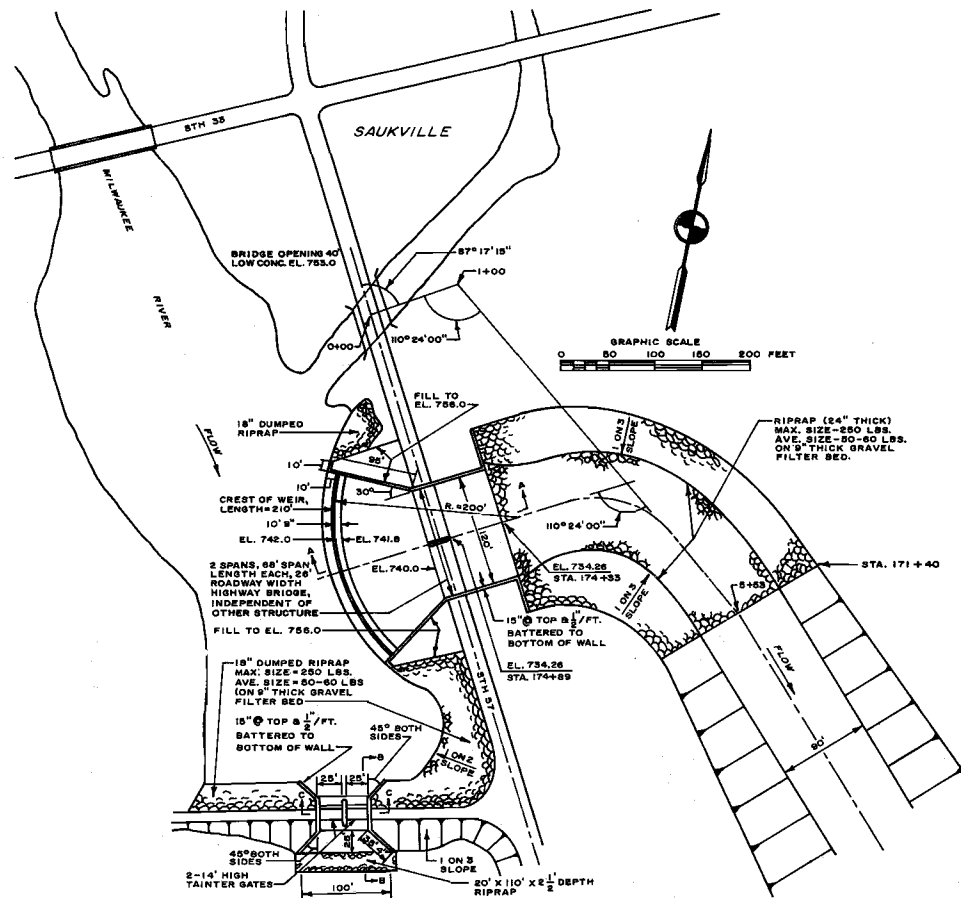 STH 33
SAUKVILLE
MILWAUKEE
RIVER
BRIDGE OPENING 40'
LOW CONC. EL. 753.0
87° 17' 15"
1+00
0+00
110° 24' 00"
GRAPHIC SCALE
0 50 100 150 200 FEET
FILL TO
EL. 756.0
18" DUMPED
RIPRAP
FLOW
95'
10'
10'
30°
R.=200'
CREST OF WEIR,
LENGTH=210'
10' 9"
EL. 742.0
EL. 741.8
A
A
120'
110° 24' 00"
1 ON 3
SLOPE
RIPRAP (24" THICK)
MAX. SIZE-250 LBS.
AVE. SIZE-50-60 LBS.
ON 9" THICK GRAVEL
FILTER BED.
2 SPANS, 68' SPAN
LENGTH EACH, 26'
ROADWAY WIDTH
HIGHWAY BRIDGE,
INDEPENDENT OF
OTHER STRUCTURE
EL. 740.0
EL. 734.26
STA. 174+33
1 ON 3
SLOPE
5+53
STA. 171+40
FILL TO EL. 756.0
15" @ TOP & 1/2"/FT.
BATTERED TO
BOTTOM OF WALL
EL. 734.26
STA. 174+89
FLOW
90'
STH 57
18" DUMPED RIPRAP
MAX. SIZE=250 LBS.
AVE. SIZE=50-60 LBS
(ON 9" THICK GRAVEL
FILTER BED
15" @ TOP & 1/2"/FT.
BATTERED TO
BOTTOM OF WALL
45° BOTH
SIDES
1 ON 2
SLOPE
25' 25'
B
C
C
25'
45° BOTH
SIDES
2-14' HIGH
TAINTER GATES
B
100'
1 ON 3
SLOPE
20' X 110' X 2 1/2' DEPTH
RIPRAP